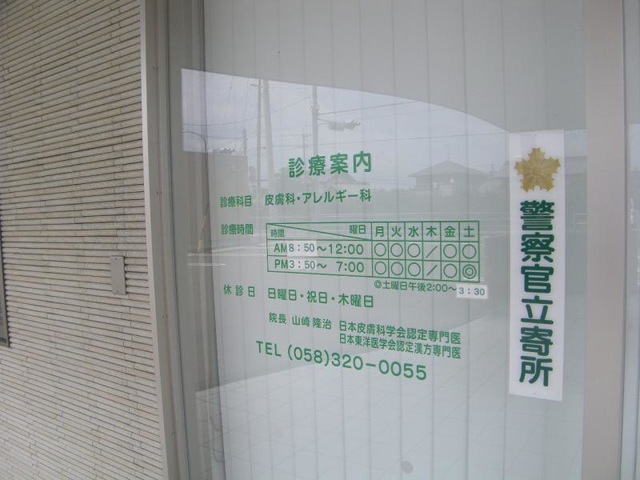 診療案内
診療科目 皮膚科・アレルギー科
診療時間 時間 曜日 月 火 水 木 金 土
AM 8:50～12:00 ○ ○ ○ ／ ○ ○
PM 3:50～ 7:00 ○ ○ ○ ／ ○ ◎
◎土曜日午後2:00～3:30
休診日 日曜日・祝日・木曜日
院長 山崎 隆治 日本皮膚科学会認定専門医
日本東洋医学会認定漢方専門医
TEL (058)320-0055
警察官立寄所